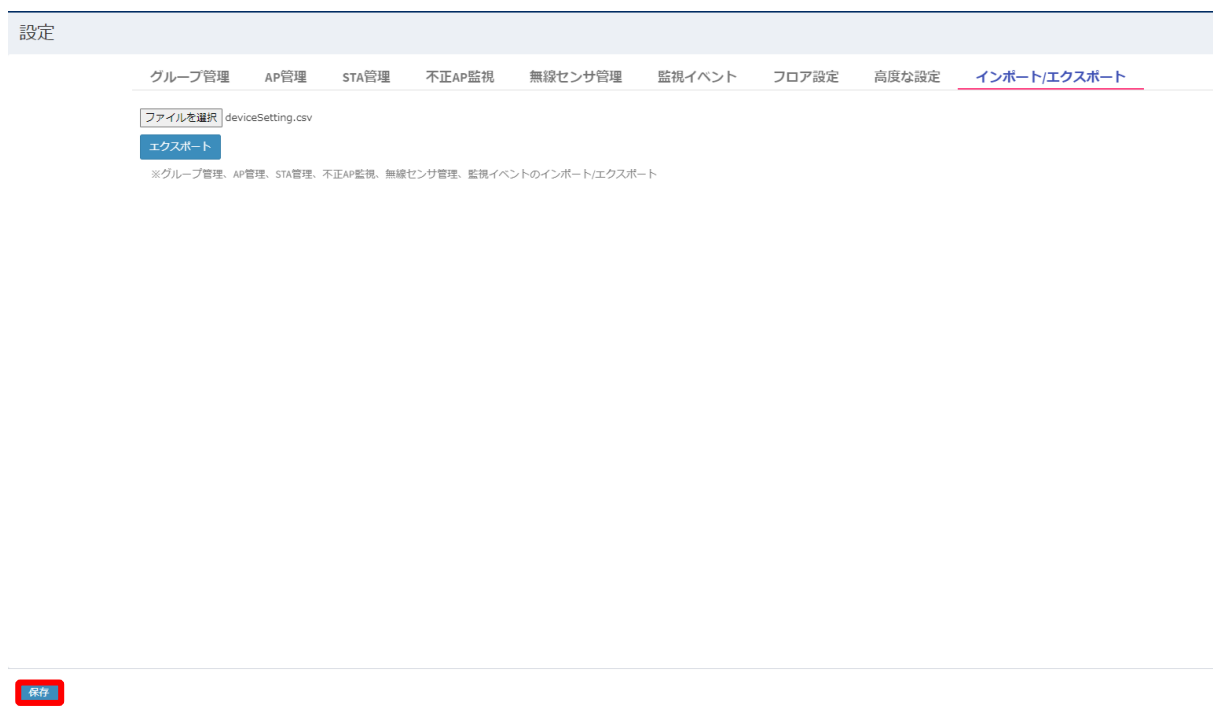 設定
グループ管理 AP管理 STA管理 不正AP監視 無線センサ管理 監視イベント フロア設定 高度な設定 インポート/エクスポート
ファイルを選択 deviceSetting.csv
エクスポート
※グループ管理、AP管理、STA管理、不正AP監視、無線センサ管理、監視イベントのインポート/エクスポート
保存